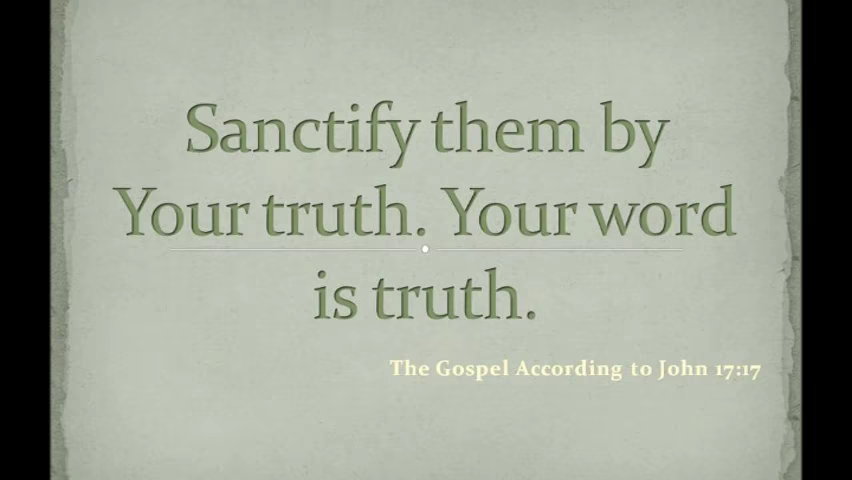 Sanctify them by
Your truth. Your word
is truth.
The Gospel According to John 17:17